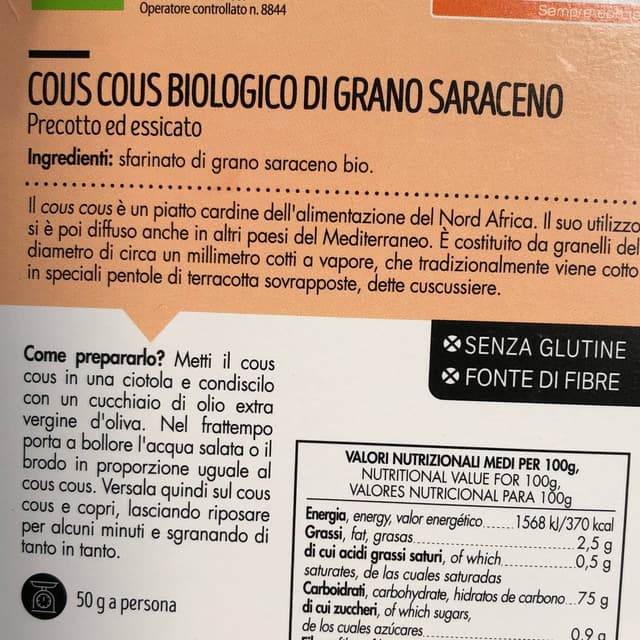 Operatore controllato n. 8844
Sempre
COUS COUS BIOLOGICO DI GRANO SARACENO
Precotto ed essicato
Ingredienti: sfarinato di grano saraceno bio.
Il cous cous è un piatto cardine dell'alimentazione del Nord Africa. Il suo utilizzo
si è poi diffuso anche in altri paesi del Mediterraneo. È costituito da granelli del
diametro di circa un millimetro cotti a vapore, che tradizionalmente viene cotto
in speciali pentole di terracotta sovrapposte, dette cuscussiere.
SENZA GLUTINE
FONTE DI FIBRE
Come prepararlo? Metti il cous
cous in una ciotola e condiscilo
con un cucchiaio di olio extra
vergine d'oliva. Nel frattempo
porta a bollore l'acqua salata o il
brodo in proporzione uguale al
cous cous. Versala quindi sul cous
cous e copri, lasciando riposare
per alcuni minuti e sgranando di
tanto in tanto.
50 g a persona
VALORI NUTRIZIONALI MEDI PER 100g,
NUTRITIONAL VALUE FOR 100g,
VALORES NUTRICIONAL PARA 100g
Energia, energy, valor energético......1568 kJ/370 kcal
Grassi, fat, grasas..........2,5 g
di cui acidi grassi saturi, of which..........0,5 g
saturates, de las cuales saturadas
Carboidrati, carbohydrate, hidratos de carbono...75 g
di cui zuccheri, of which sugars,
de los cuales azúcares..........0,9 g